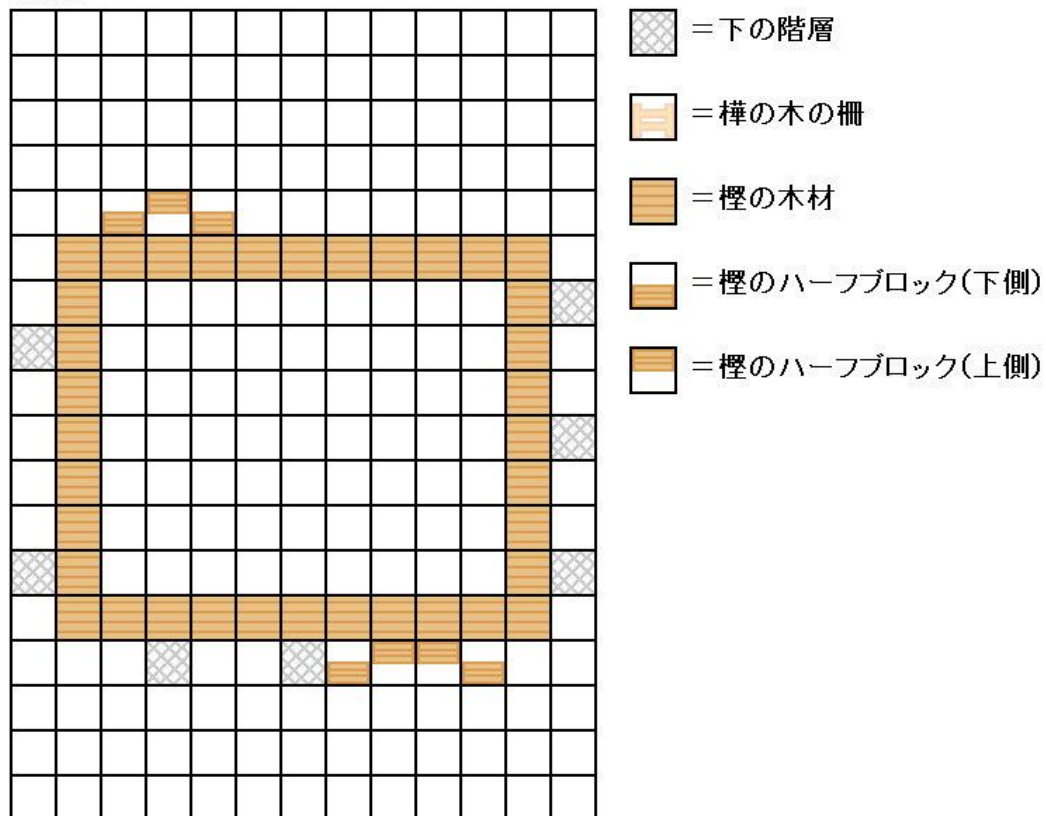 =下の階層
=樺の木の柵
=樫の木材
=樫のハーフブロック(下側)
=樫のハーフブロック(上側)